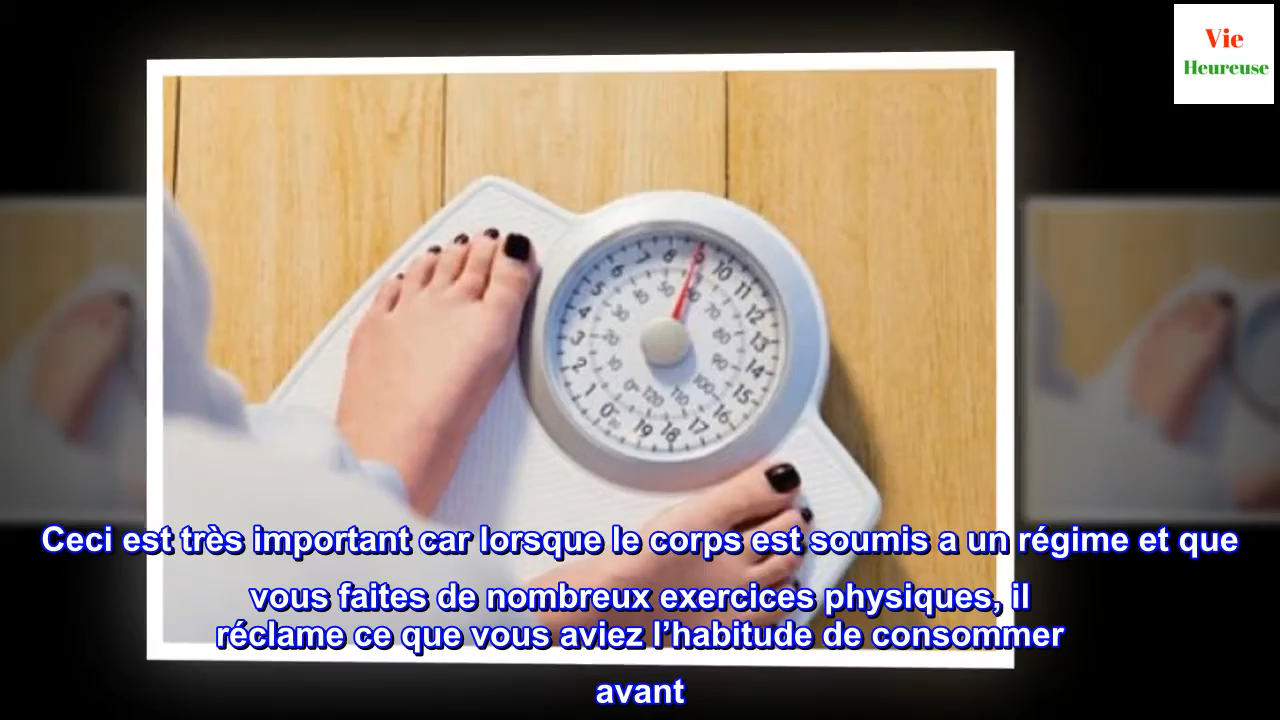 Vie
Heureuse
Ceci est très important car lorsque le corps est soumis a un régime et que
vous faites de nombreux exercices physiques, il
réclame ce que vous aviez l’habitude de consommer
avant